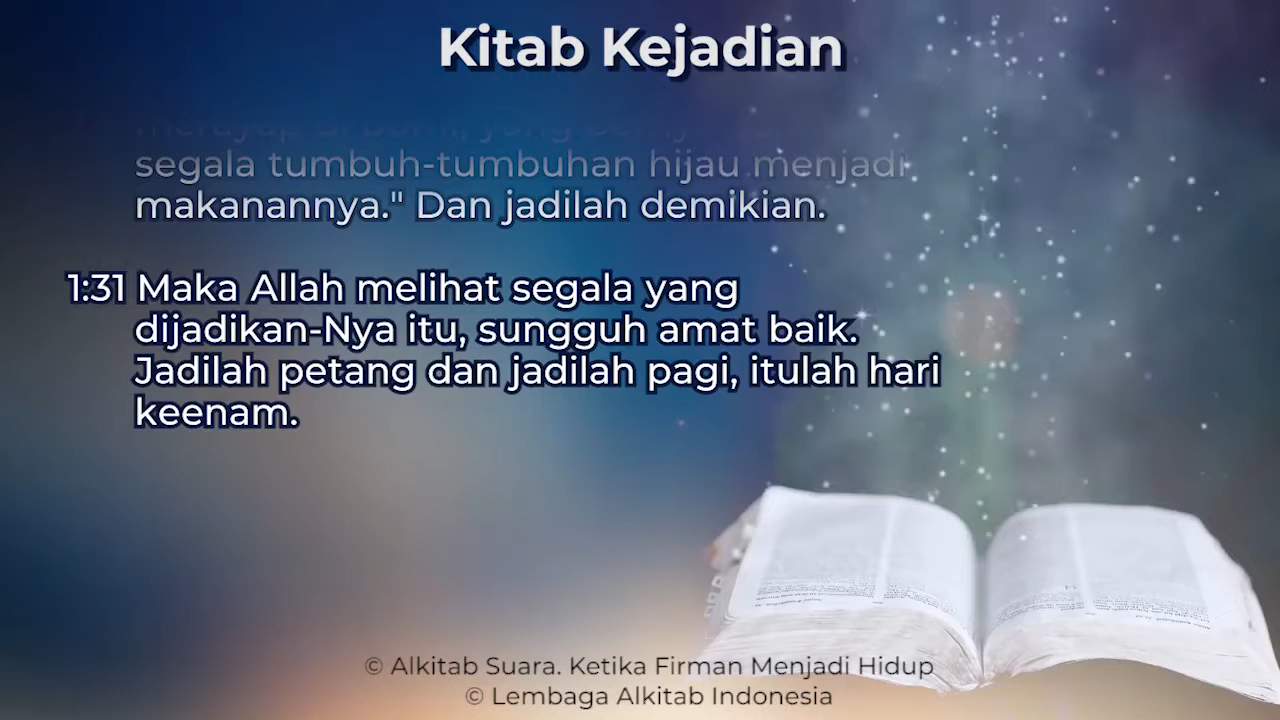 Kitab Kejadian
segala tumbuh-tumbuhan hijau menjadi
makanannya." Dan jadilah demikian.
1:31 Maka Allah melihat segala yang
dijadikan-Nya itu, sungguh amat baik.
Jadilah petang dan jadilah pagi, itulah hari
keenam.
© Alkitab Suara. Ketika Firman Menjadi Hidup
© Lembaga Alkitab Indonesia